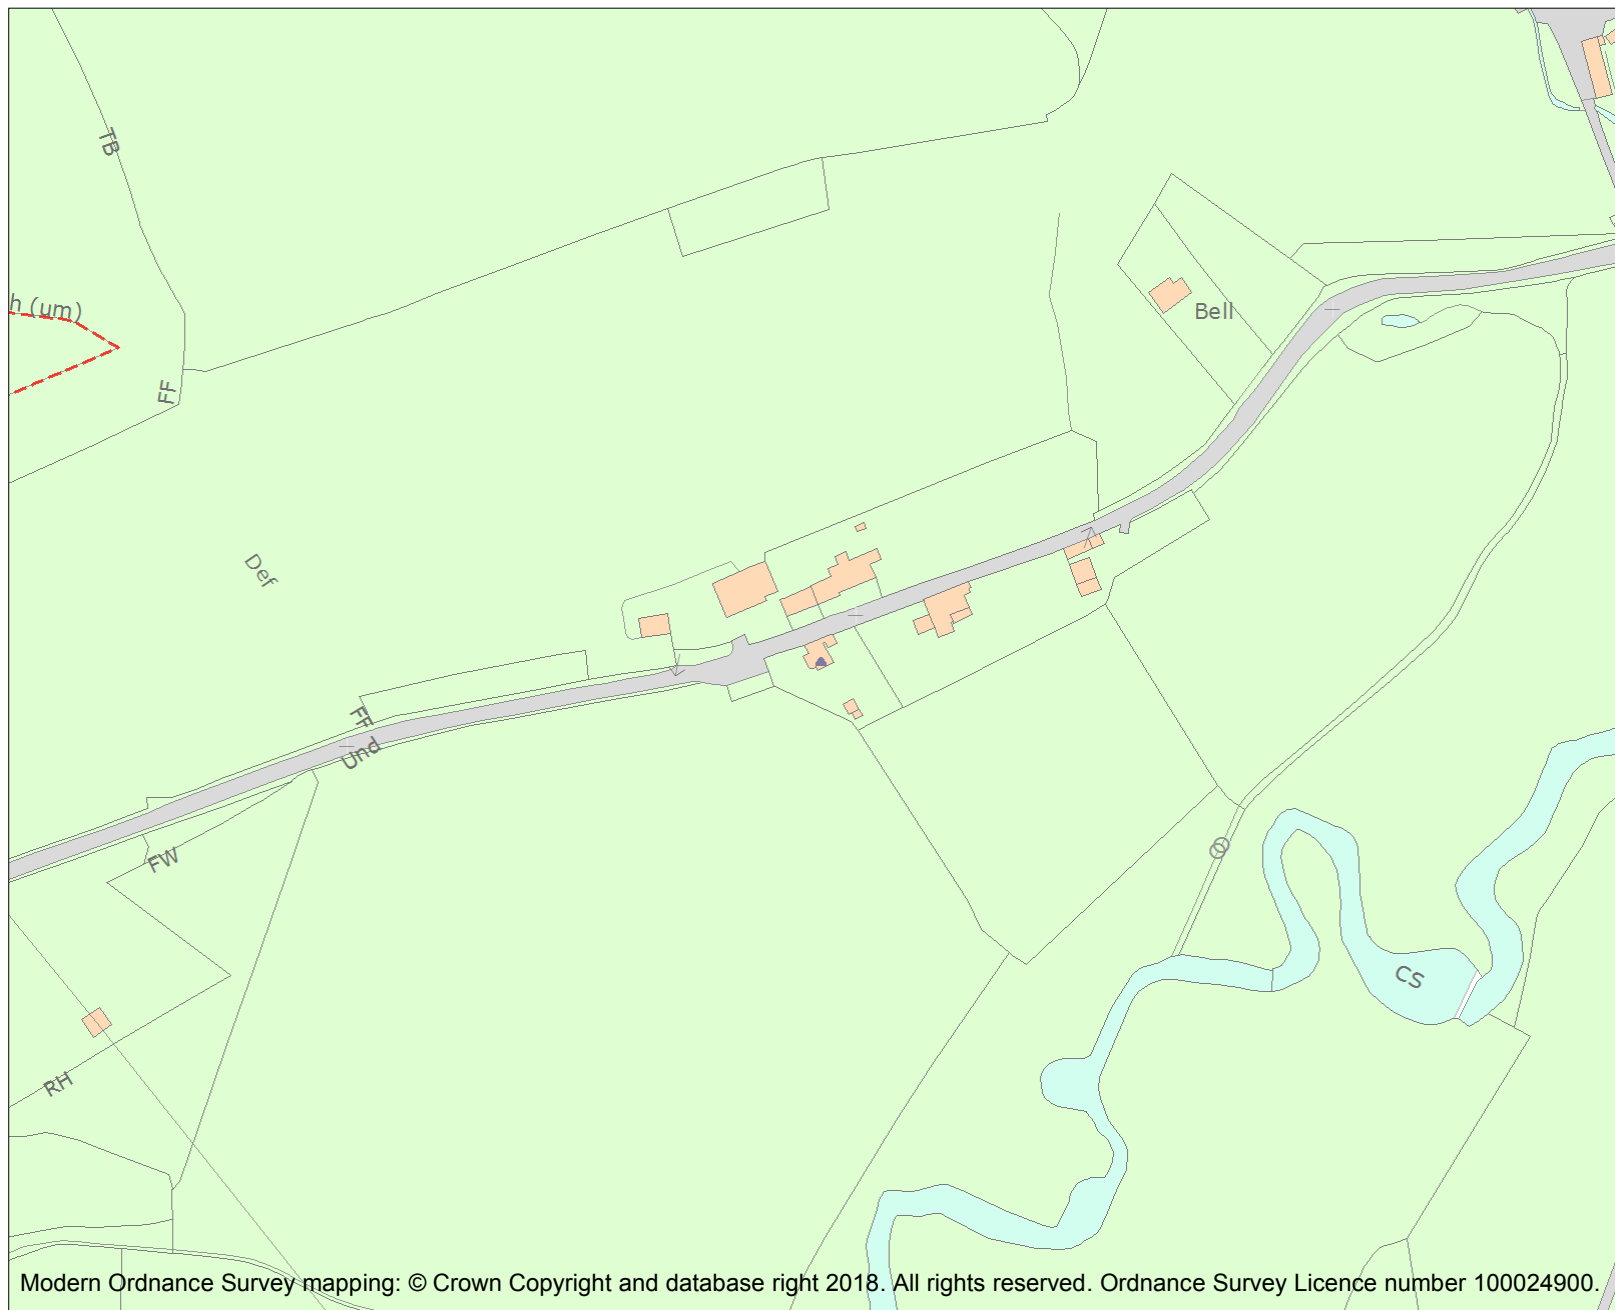 TB
h (um)
Bell
FF
Def
FF
Und
FW
CS
RH
Modern Ordnance Survey mapping: © Crown Copyright and database right 2018. All rights reserved. Ordnance Survey Licence number 100024900.